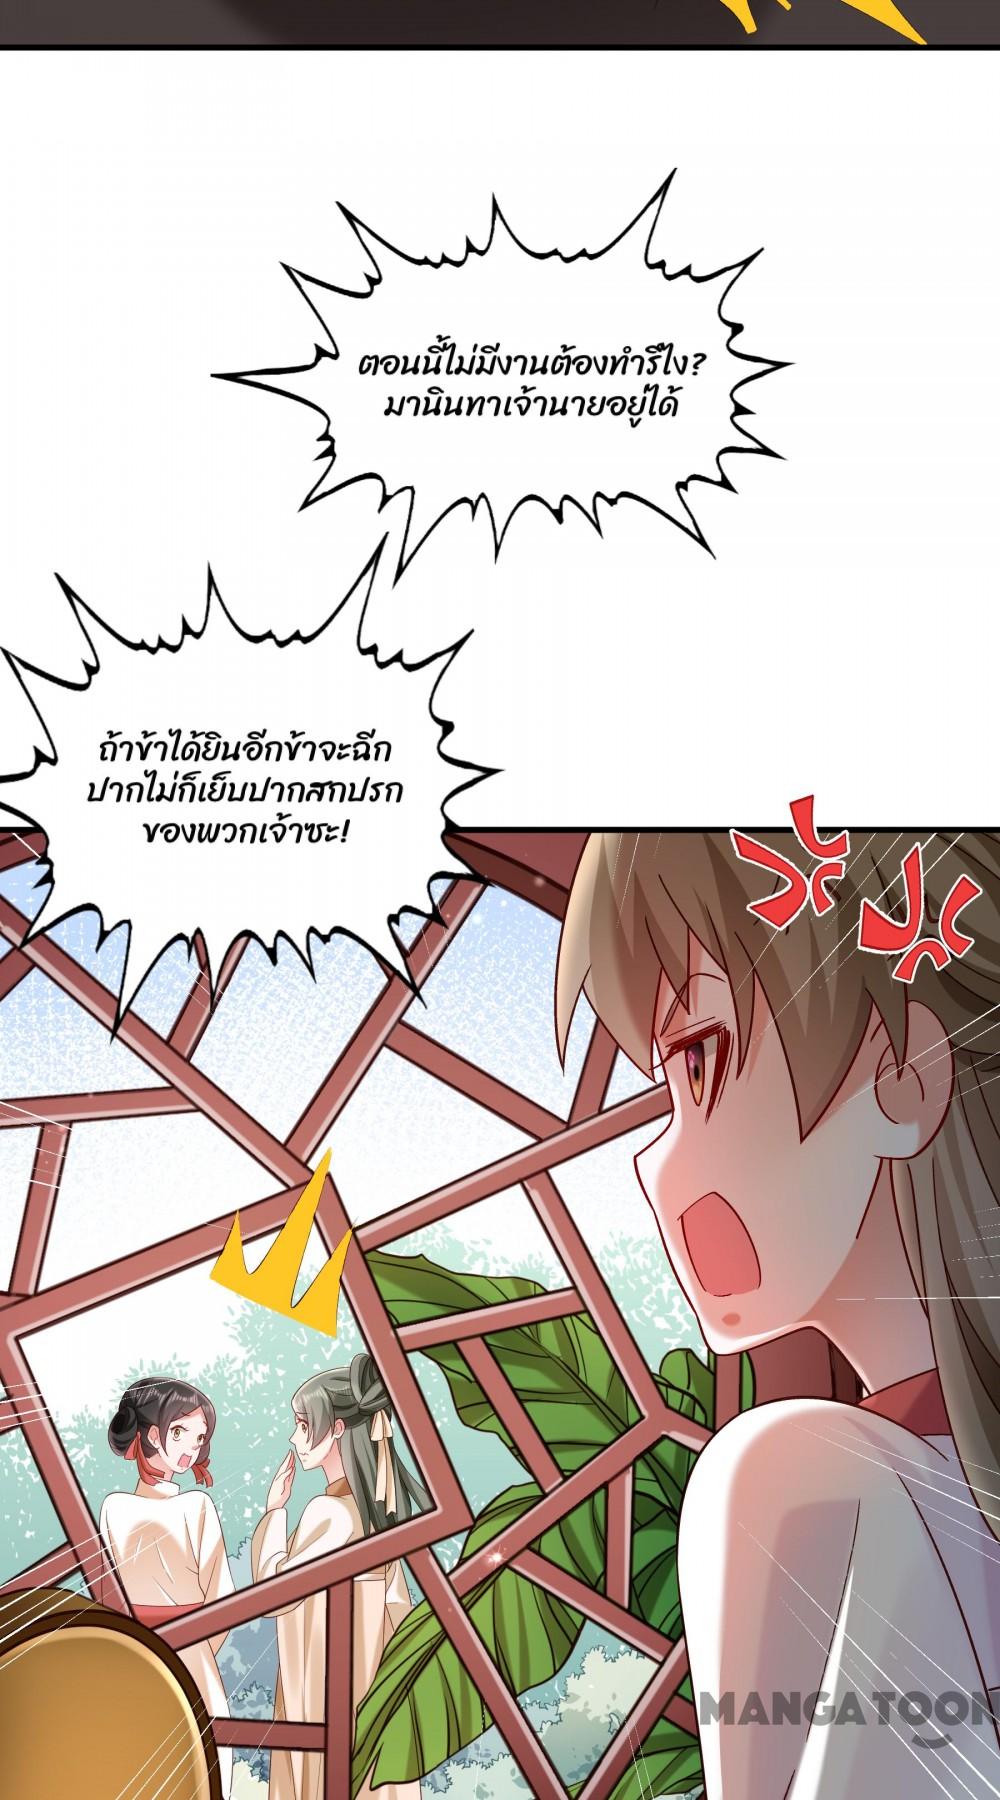 ตอนนี้ไม่มีงานต้องทำรึไง?
มานินทาเจ้านายอยู่ได้
ถ้าข้าได้ยินอีกข้าจะฉีก
ปากไม่ก็เย็บปากสกปรก
ของพวกเจ้าซะ!
MANGATOON